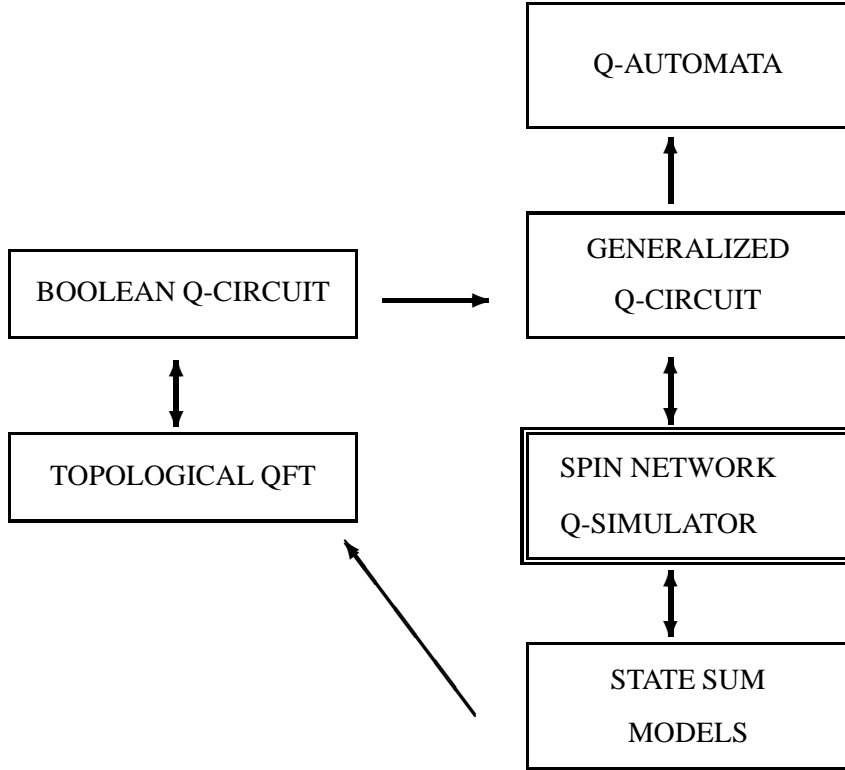 Q-AUTOMATA
GENERALIZED
Q-CIRCUIT
BOOLEAN Q-CIRCUIT
TOPOLOGICAL QFT
SPIN NETWORK
Q-SIMULATOR
STATE SUM
MODELS